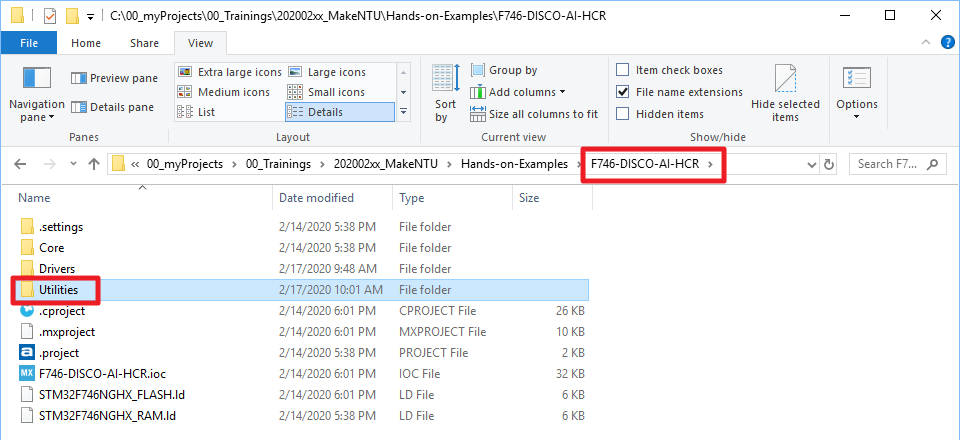 C:\00_myProjects\00_Trainings\202002xx_MakeNTU\Hands-on-Examples\F746-DISCO-AI-HCR
File Home Share View
Navigation pane
Preview pane
Details pane
Panes
Extra large icons Large icons
Medium icons Small icons
List Details
Layout
Sort by
Group by
Add columns
Size all columns to fit
Current view
Item check boxes
File name extensions
Hidden items
Hide selected items
Show/hide
Options
« 00_myProjects > 00_Trainings > 202002xx_MakeNTU > Hands-on-Examples > F746-DISCO-AI-HCR > Search F7...
Name Date modified Type Size
.settings 2/14/2020 5:38 PM File folder
Core 2/14/2020 5:38 PM File folder
Drivers 2/17/2020 9:48 AM File folder
Utilities 2/17/2020 10:01 AM File folder
.cproject 2/14/2020 6:01 PM CPROJECT File 26 KB
.mxproject 2/14/2020 6:01 PM MXPROJECT File 10 KB
.project 2/14/2020 5:38 PM PROJECT File 2 KB
MX F746-DISCO-AI-HCR.ioc 2/14/2020 6:01 PM IOC File 32 KB
STM32F746NGHX_FLASH.ld 2/14/2020 6:01 PM LD File 6 KB
STM32F746NGHX_RAM.ld 2/14/2020 5:38 PM LD File 6 KB